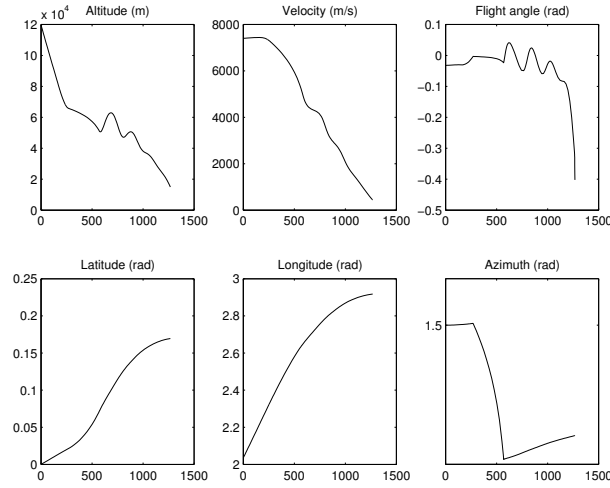 x 10⁴
Altitude (m)
12
10
8
6
4
2
0
0 500 1000 1500
Velocity (m/s)
8000
6000
4000
2000
0
0 500 1000 1500
Flight angle (rad)
0.1
0
−0.1
−0.2
−0.3
−0.4
−0.5
0 500 1000 1500
Latitude (rad)
0.25
0.2
0.15
0.1
0.05
0
0 500 1000 1500
Longitude (rad)
3
2.8
2.6
2.4
2.2
2
0 500 1000 1500
Azimuth (rad)
1.5
0 500 1000 1500